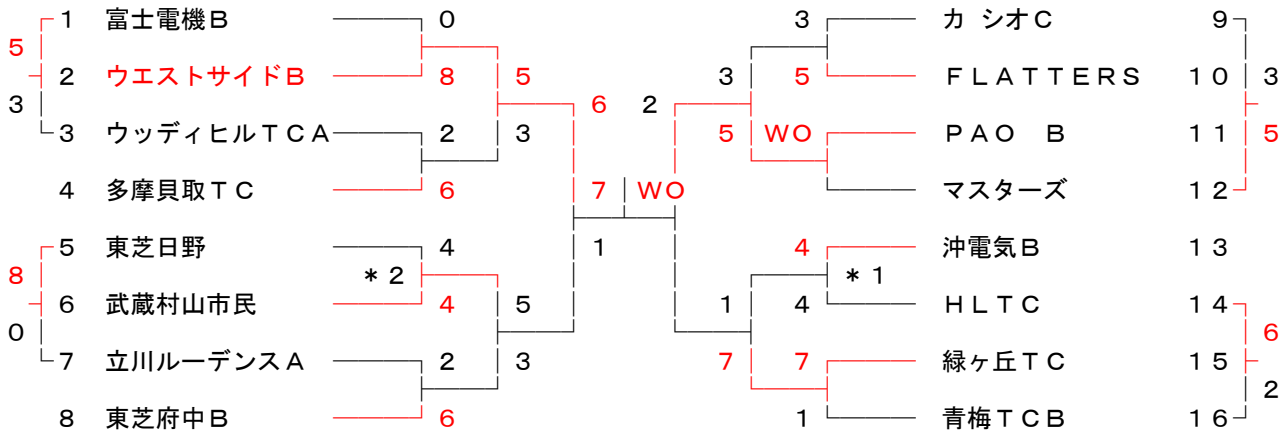 1 富士電機B 0 3 カ シオC 9
5
2 ウエストサイドB 8 5 3 5 FLATTERS 10 3
3 6 2
3 ウッディヒルTCA 2 3 5 WO PAO B 11 5
4 多摩貝取TC 6 7 WO マスターズ 12
5 東芝日野 4 1 4 沖電気B 13
8 *2 *1
6 武蔵村山市民 4 5 1 4 HLTC 14
0 6
7 立川ルーデンスA 2 3 7 7 緑ヶ丘TC 15
2
8 東芝府中B 6 1 青梅TCB 16